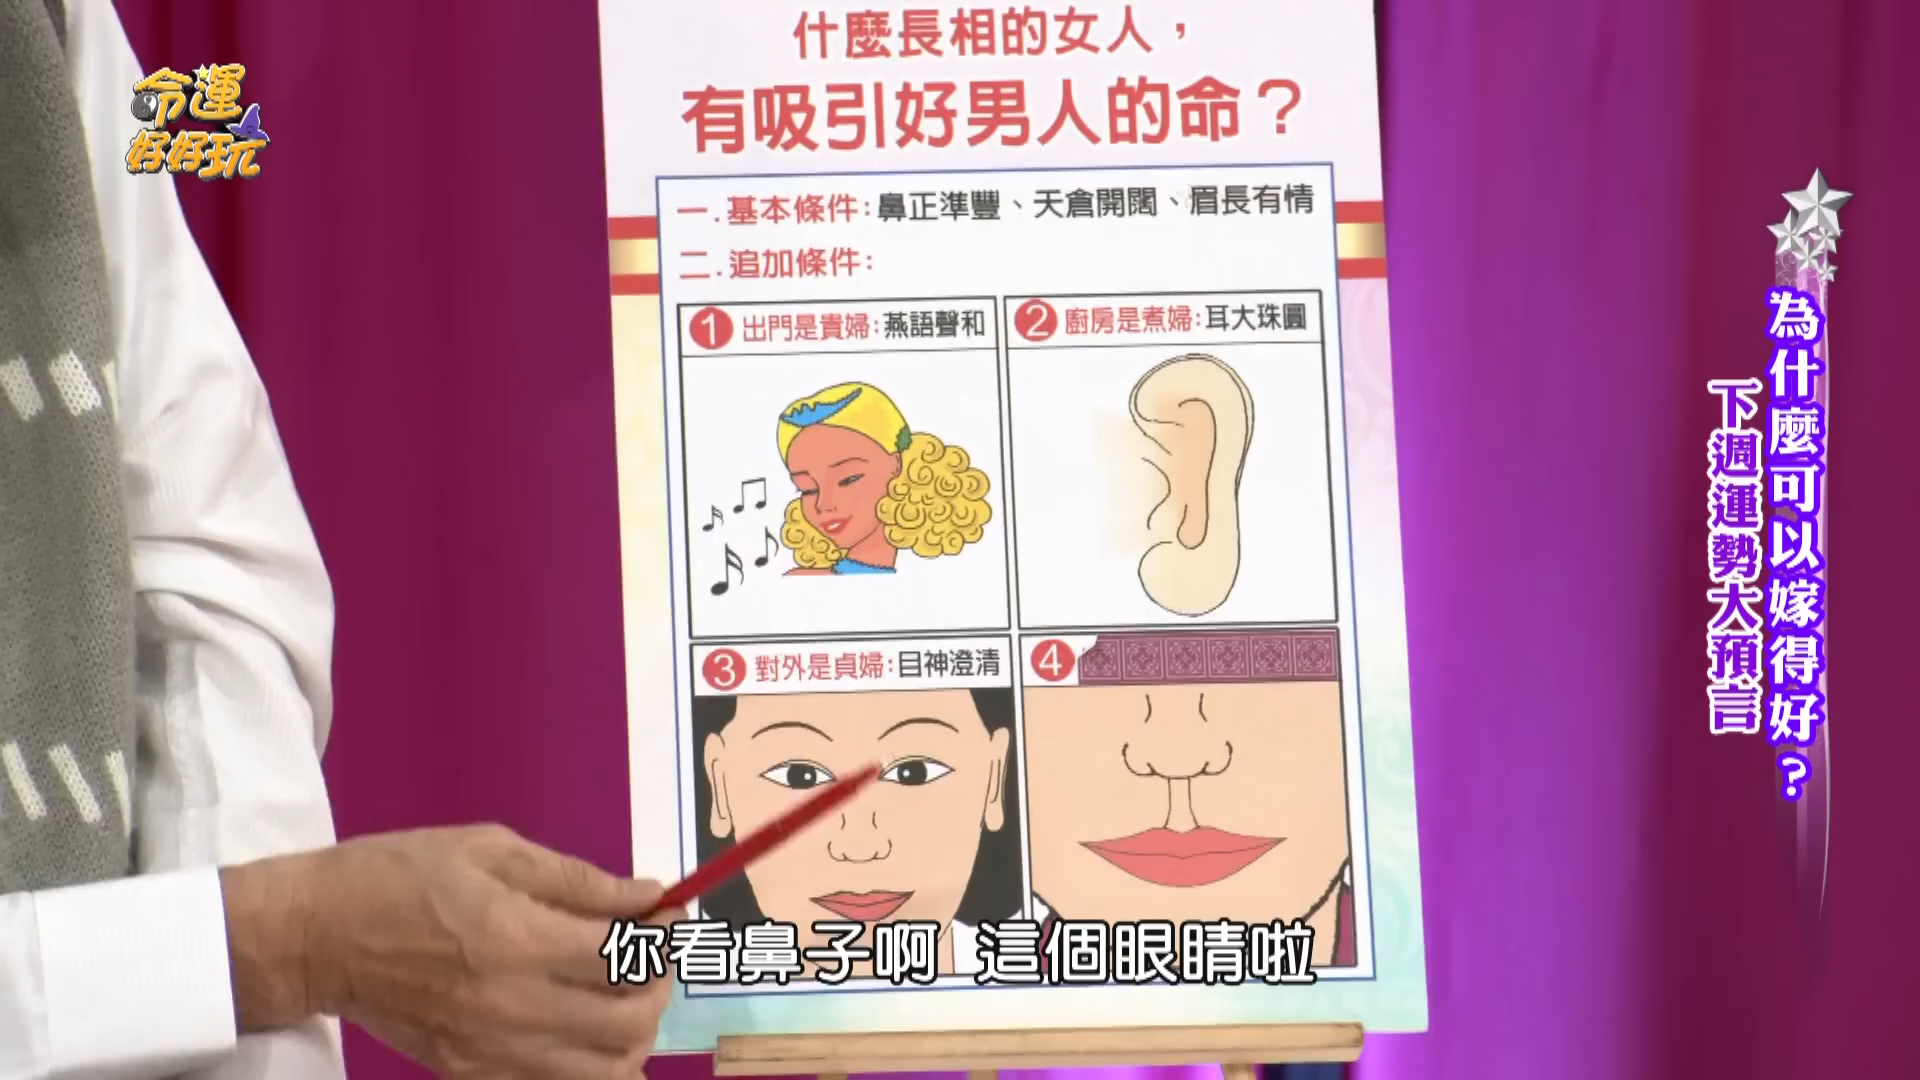 命運
好好玩
什麼長相的女人，
有吸引好男人的命？
一.基本條件：鼻正準豐、天倉開闊、眉長有情
二.追加條件：
1 出門是貴婦：燕語聲和
2 廚房是煮婦：耳大珠圓
3 對外是貞婦：目神澄清
4
為什麼可以嫁得好？
下週運勢大預言
你看鼻子啊 這個眼睛啦